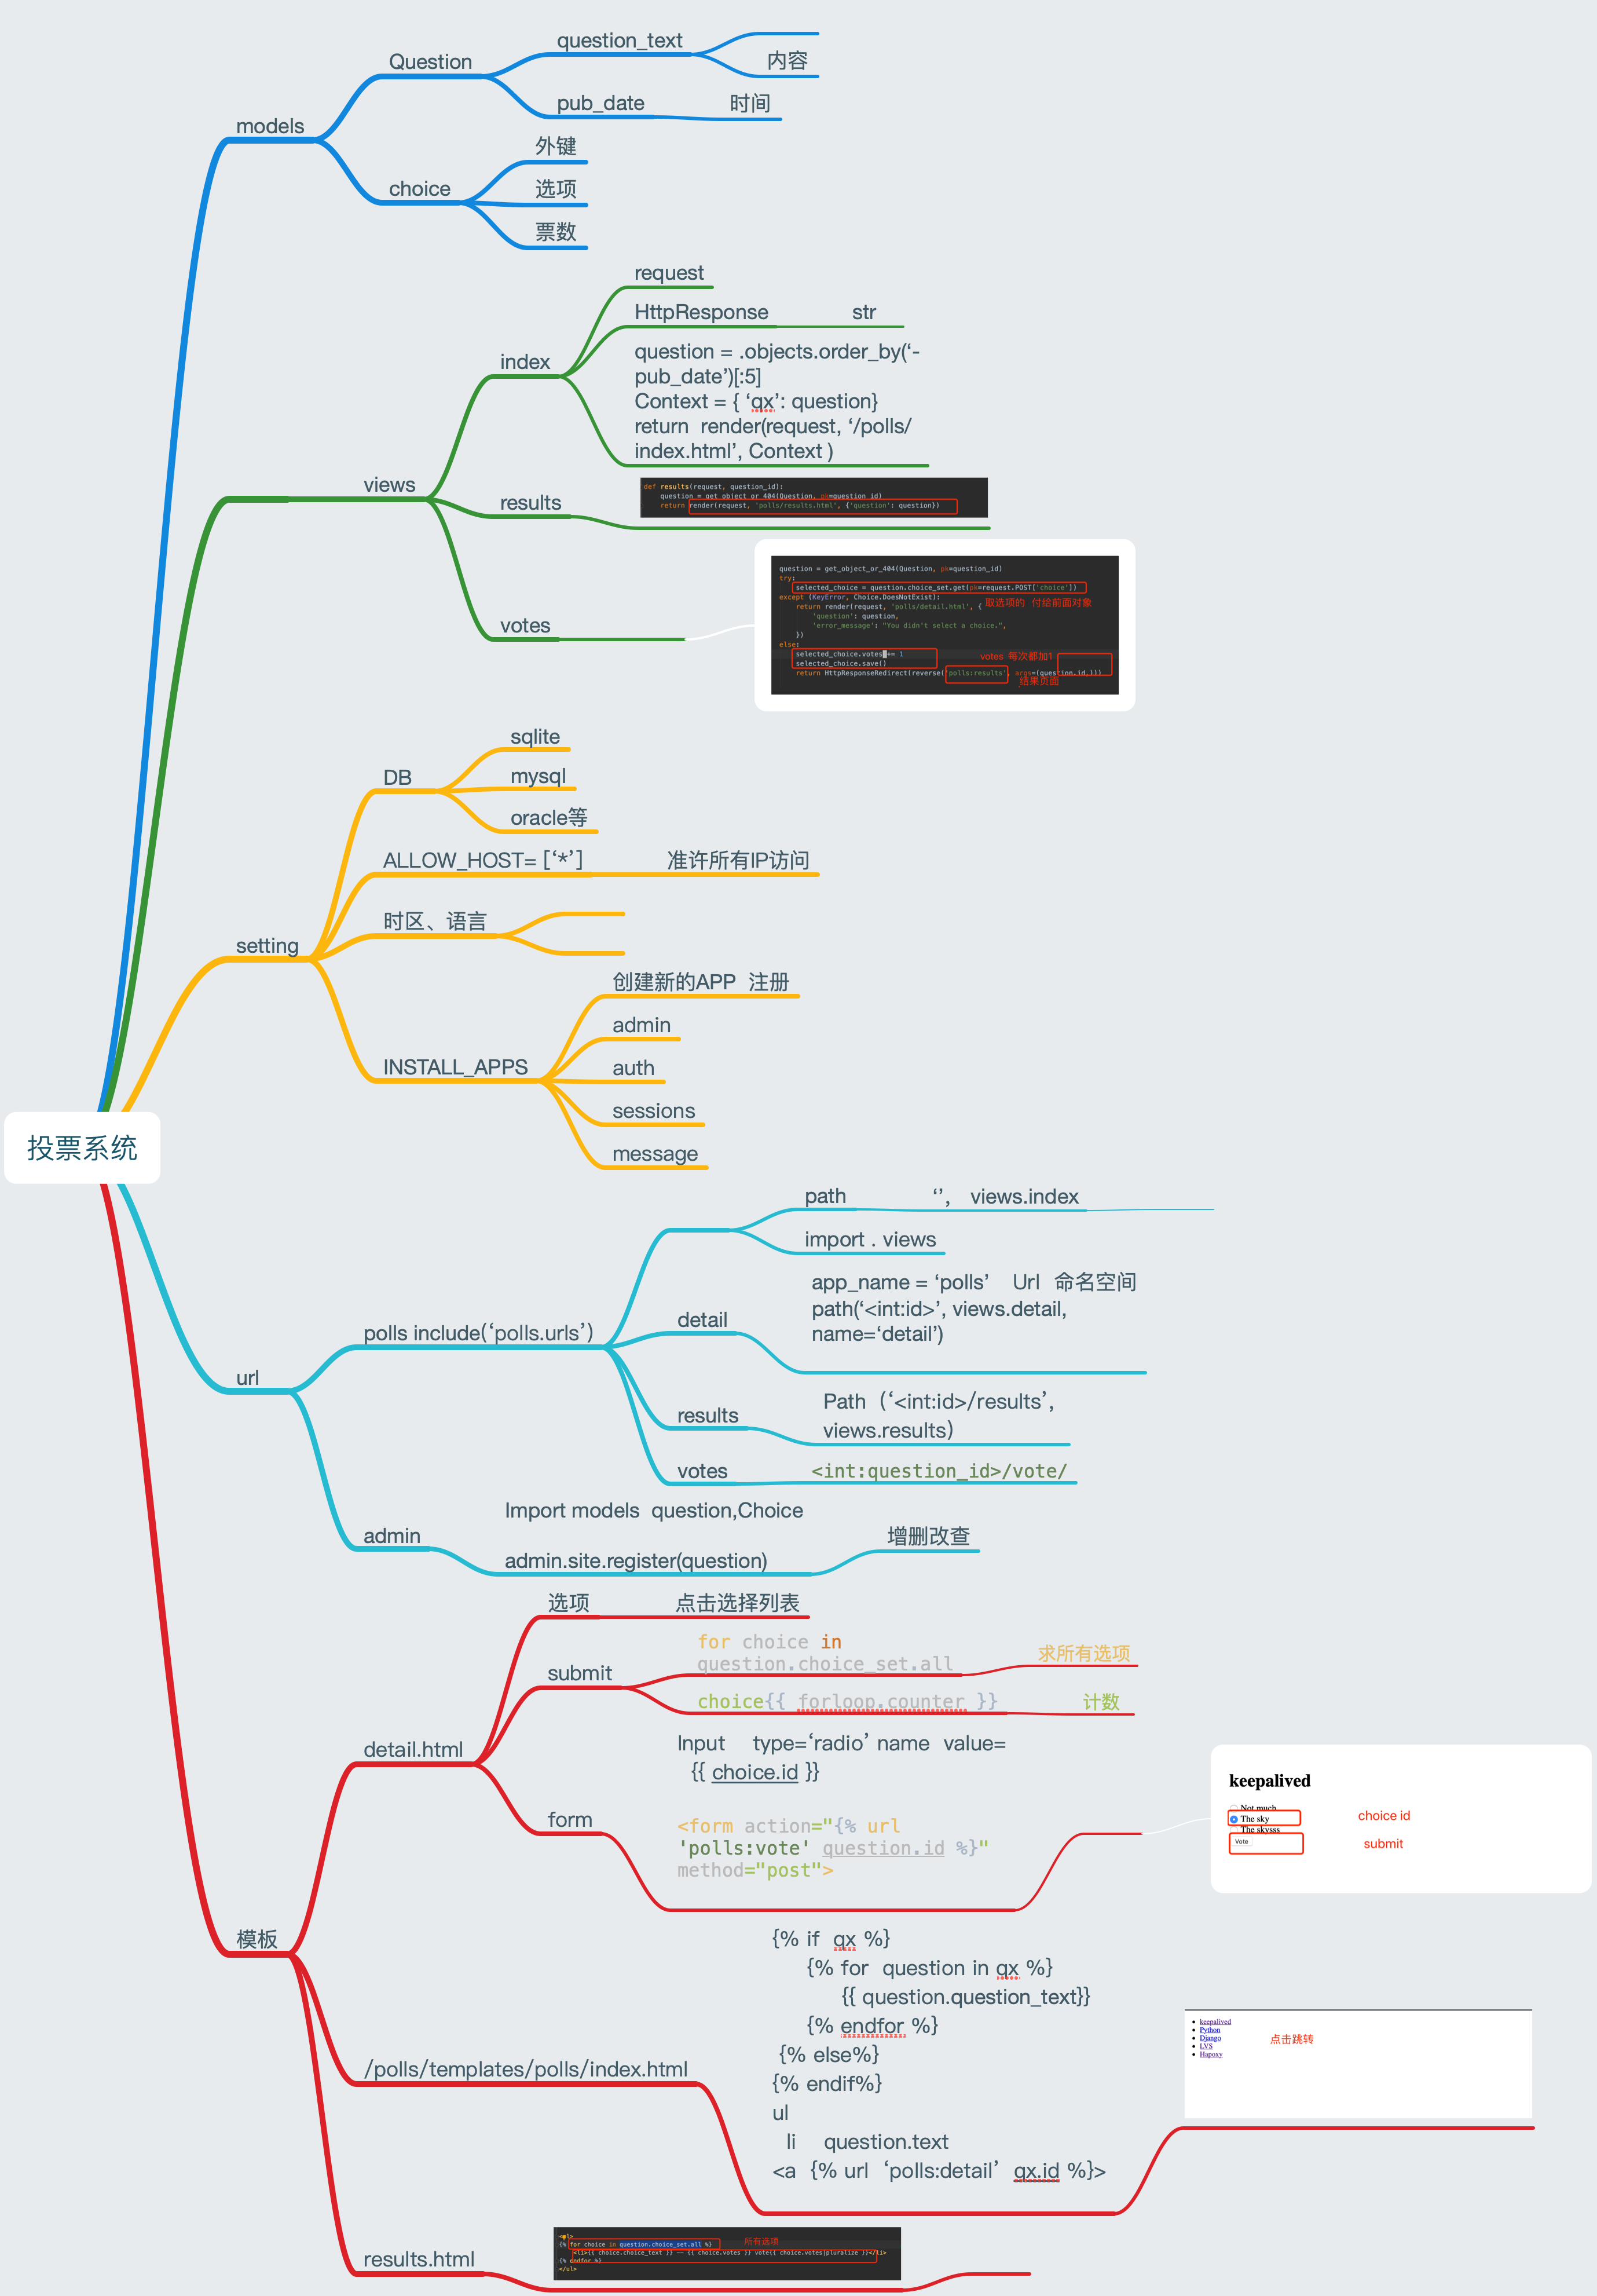 投票系统
models
Question
question_text
内容
pub_date
时间
choice
外键
选项
票数
views
index
request
HttpResponse
str
question = .objects.order_by(‘-
pub_date’)[:5]
Context = { ‘qx’: question}
return  render(request, ‘/polls/
index.html’, Context )
results
def results(request, question_id):
question = get_object_or_404(Question, pk=question_id)
return render(request, 'polls/results.html', {'question': question})
votes
question = get_object_or_404(Question, pk=question_id)
try:
selected_choice = question.choice_set.get(pk=request.POST['choice'])
except (KeyError, Choice.DoesNotExist):
取选项的  付给前面对象
return render(request, 'polls/detail.html', {
'question': question,
'error_message': "You didn't select a choice.",
})
else:
selected_choice.votes += 1
votes 每次都加1
selected_choice.save()
return HttpResponseRedirect(reverse('polls:results', args=(question.id,)))
结果页面
setting
DB
sqlite
mysql
oracle等
ALLOW_HOST= [‘*’]
准许所有IP访问
时区、语言
INSTALL_APPS
创建新的APP  注册
admin
auth
sessions
message
url
polls include(‘polls.urls’)
path
‘’,   views.index
import . views
detail
app_name = ‘polls’    Url  命名空间
path(‘<int:id>’, views.detail,
name=‘detail’)
results
Path（‘<int:id>/results’,
views.results）
votes
<int:question_id>/vote/
admin
Import models  question,Choice
admin.site.register(question)
增删改查
模板
detail.html
选项
点击选择列表
submit
for choice in
question.choice_set.all
求所有选项
choice{{ forloop.counter }}
计数
form
Input    type=‘radio’ name  value=
{{ choice.id }}
<form action="{% url
'polls:vote' question.id %}"
method="post">
keepalived
Not much
The sky
The skysss
Vote
choice id
submit
/polls/templates/polls/index.html
{% if  qx %}
{% for  question in qx %}
{{ question.question_text}}
{% endfor %}
{% else%}
{% endif%}
ul
li    question.text
<a  {% url  ‘polls:detail’  qx.id %}>
keepalived
Python
Django
LVS
Hapoxy
点击跳转
results.html
<ul>
{% for choice in question.choice_set.all %}
所有选项
<li>{{ choice.choice_text }} -- {{ choice.votes }} vote{{ choice.votes|pluralize }}</li>
{% endfor %}
</ul>